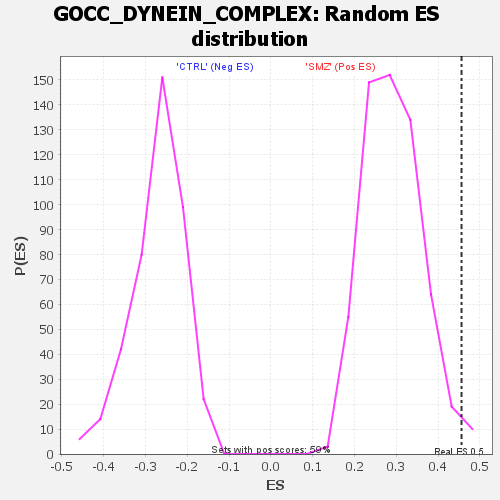 GOCC_DYNEIN_COMPLEX: Random ES
distribution
'CTRL' (Neg ES) 'SMZ' (Pos ES)
150
140
130
120
110
100
90
80
70
60
50
40
30
20
10
0
P(ES)
Sets with pos scores: 59%
Real ES 0.5
-0.5 -0.4 -0.3 -0.2 -0.1 0.0 0.1 0.2 0.3 0.4 0.5
ES